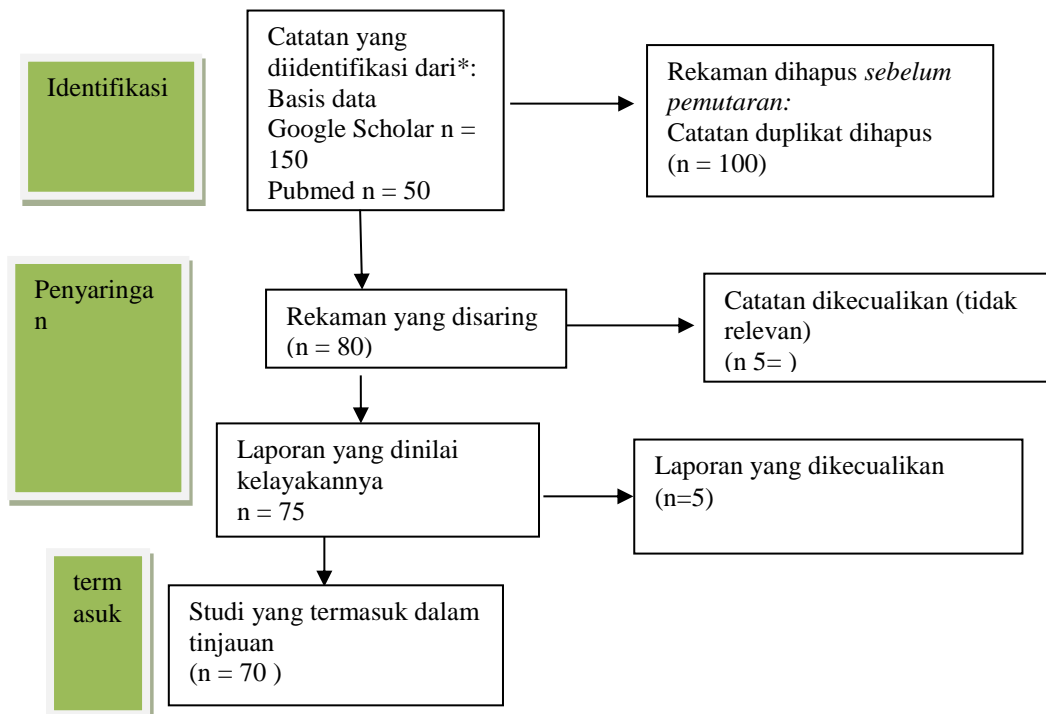 Identifikasi
Catatan yang
diidentifikasi dari*:
Basis data
Google Scholar n =
150
Pubmed n = 50
Rekaman dihapus sebelum
pemutaran:
Catatan duplikat dihapus
(n = 100)
Penyaringa
n
Rekaman yang disaring
(n = 80)
Catatan dikecualikan (tidak
relevan)
(n 5= )
Laporan yang dinilai
kelayakannya
n = 75
Laporan yang dikecualikan
(n=5)
term
asuk
Studi yang termasuk dalam
tinjauan
(n = 70 )